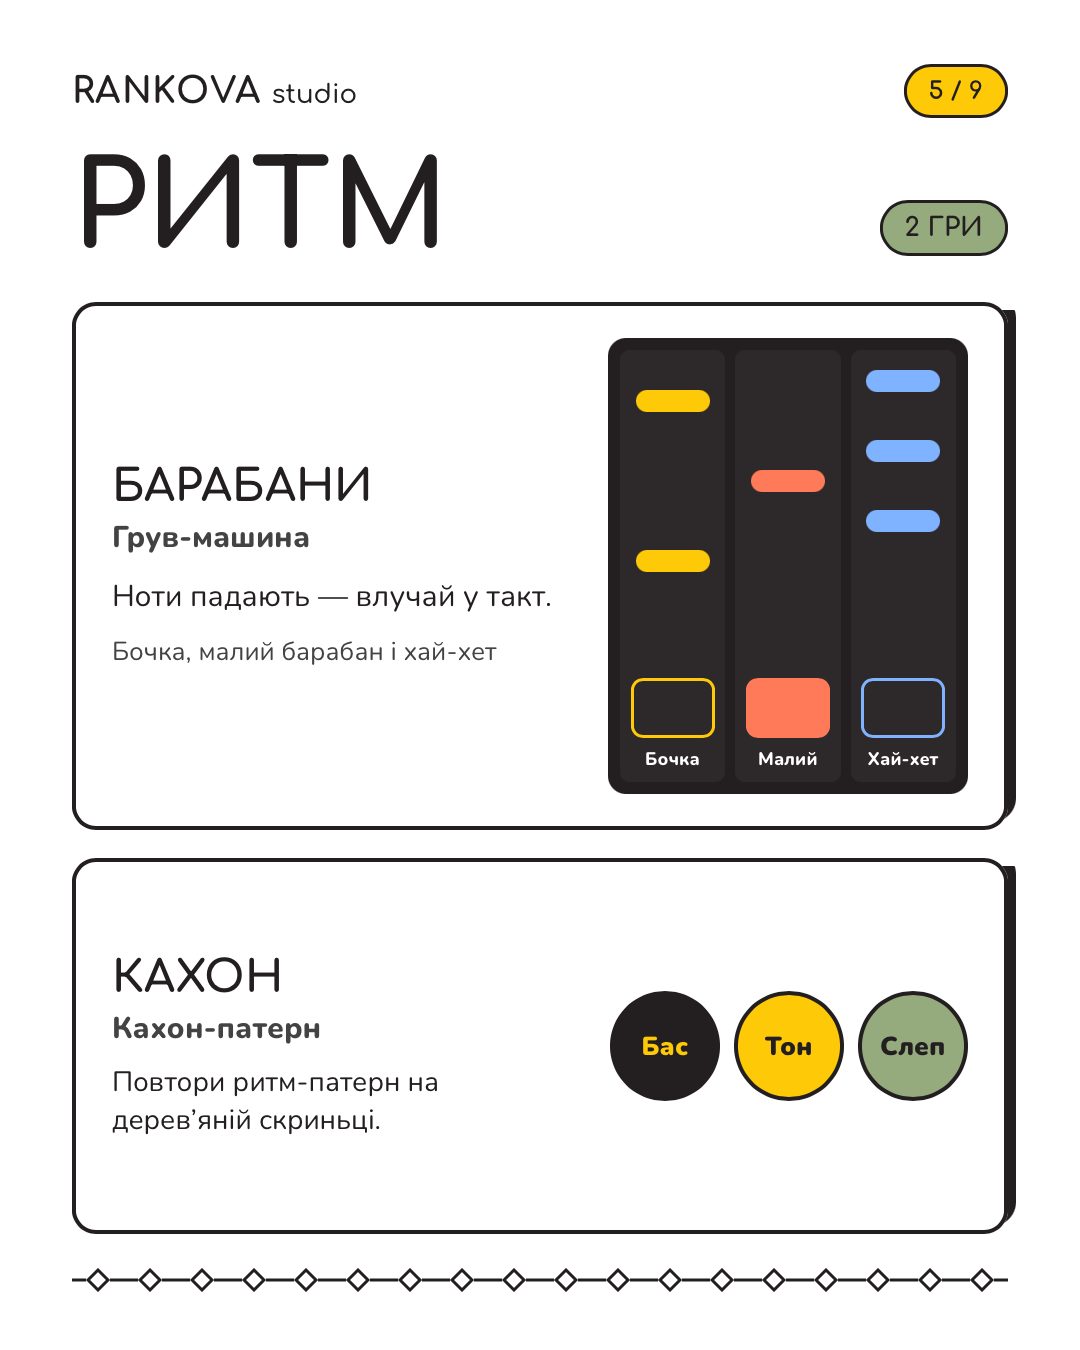 RANKOVA studio
5 / 9
РИТМ
2 ГРИ
БАРАБАНИ
Грув-машина
Ноти падають — влучай у такт.
Бочка, малий барабан і хай-хет
Бочка
Малий
Хай-хет
КАХОН
Кахон-патерн
Повтори ритм-патерн на
дерев’яній скриньці.
Бас
Тон
Слеп